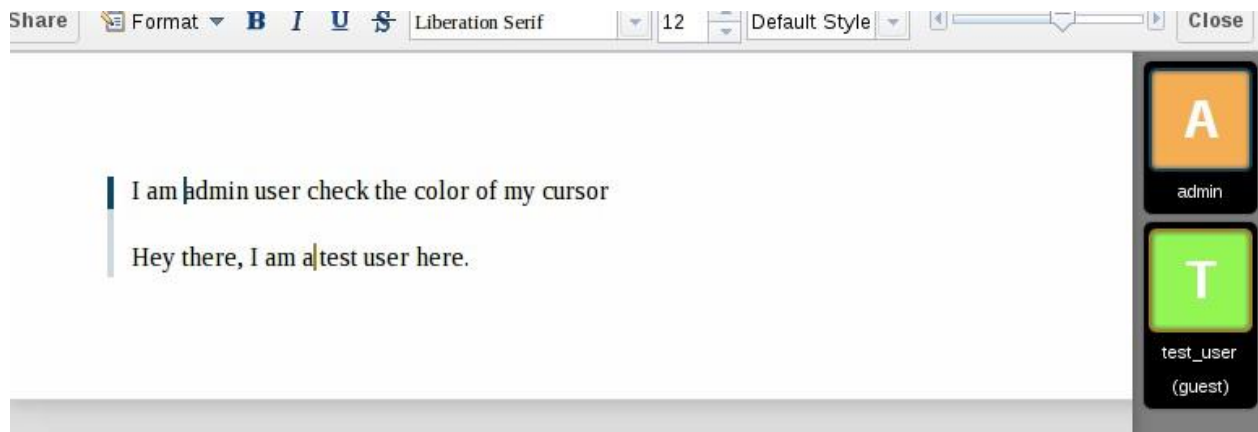 Share Format B I U S Liberation Serif 12 Default Style Close
I am admin user check the color of my cursor
Hey there, I am a test user here.
A
admin
T
test_user
(guest)